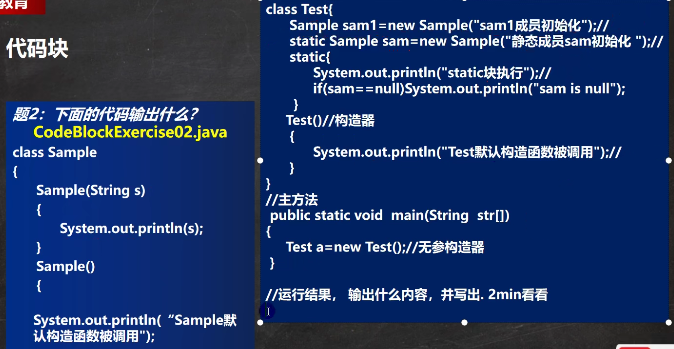 教育
代码块
题2：下面的代码输出什么？
CodeBlockExercise02.java
class Sample
{
Sample(String s)
{
System.out.println(s);
}
Sample()
{
System.out.println(“Sample默
认构造函数被调用");
class Test{
Sample sam1=new Sample("sam1成员初始化");//
static Sample sam=new Sample("静态成员sam初始化 ");//
static{
System.out.println("static块执行");//
if(sam==null)System.out.println("sam is null");
}
Test()//构造器
{
System.out.println("Test默认构造函数被调用");//
}
}
//主方法
public static void  main(String  str[])
{
Test a=new Test();//无参构造器
}
//运行结果， 输出什么内容，并写出. 2min看看